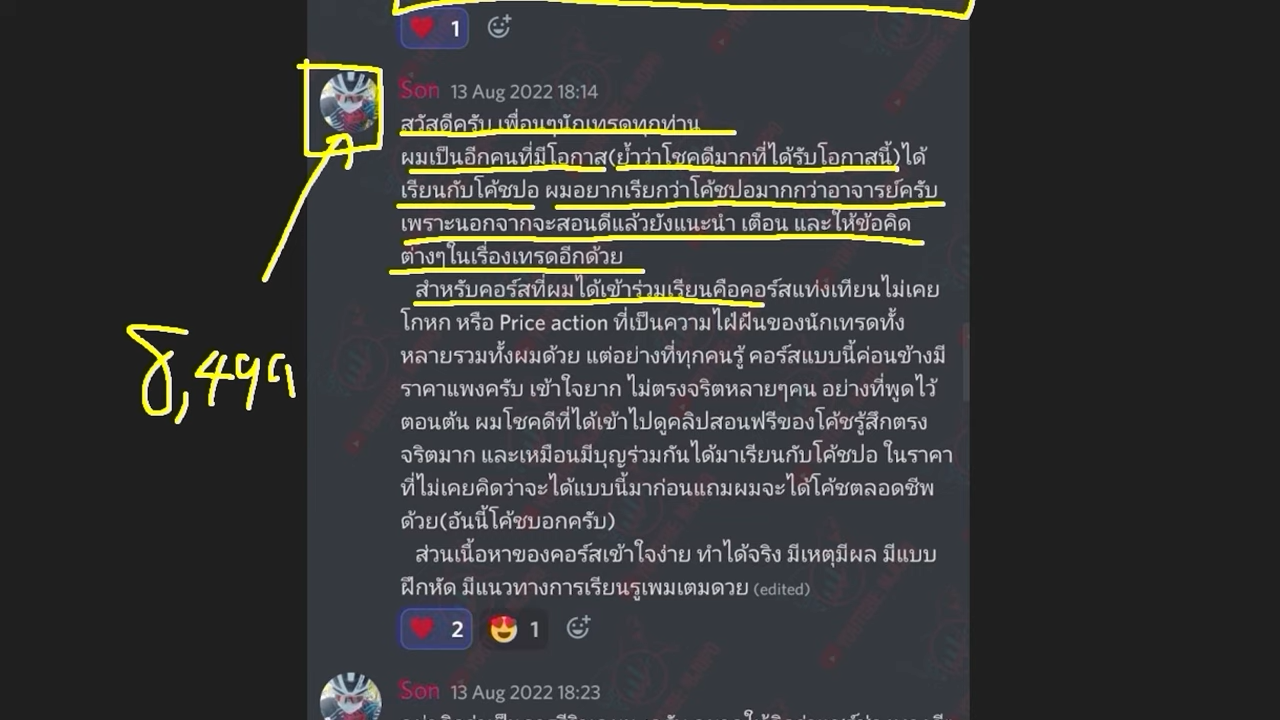 1
Son 13 Aug 2022 18:14
สวัสดีครับ เพื่อนๆนักเทรดทุกท่าน
ผมเป็นอีกคนที่มีโอกาส(ย้ำว่าโชคดีมากที่ได้รับโอกาสนี้)ได้
เรียนกับโค้ชปอ ผมอยากเรียกว่าโค้ชปอมากกว่าอาจารย์ครับ
เพราะนอกจากจะสอนดีแล้วยังแนะนำ เตือน และให้ข้อคิด
ต่างๆในเรื่องเทรดอีกด้วย
สำหรับคอร์สที่ผมได้เข้าร่วมเรียนคือคอร์สแท่งเทียนไม่เคย
โกหก หรือ Price action ที่เป็นความไฝ่ฝันของนักเทรดทั้ง
หลายรวมทั้งผมด้วย แต่อย่างที่ทุกคนรู้ คอร์สแบบนี้ค่อนข้างมี
ราคาแพงครับ เข้าใจยาก ไม่ตรงจริตหลายๆคน อย่างที่พูดไว้
ตอนต้น ผมโชคดีที่ได้เข้าไปดูคลิปสอนฟรีของโค้ชรู้สึกตรง
จริตมาก และเหมือนมีบุญร่วมกันได้มาเรียนกับโค้ชปอ ในราคา
ที่ไม่เคยคิดว่าจะได้แบบนี้มาก่อนแถมผมจะได้โค้ชตลอดชีพ
ด้วย(อันนี้โค้ชบอกครับ)
ส่วนเนื้อหาของคอร์สเข้าใจง่าย ทำได้จริง มีเหตุมีผล มีแบบ
ฝึกหัด มีแนวทางการเรียนรู้เพิ่มเติมด้วย (edited)
2 1
Son 13 Aug 2022 18:23